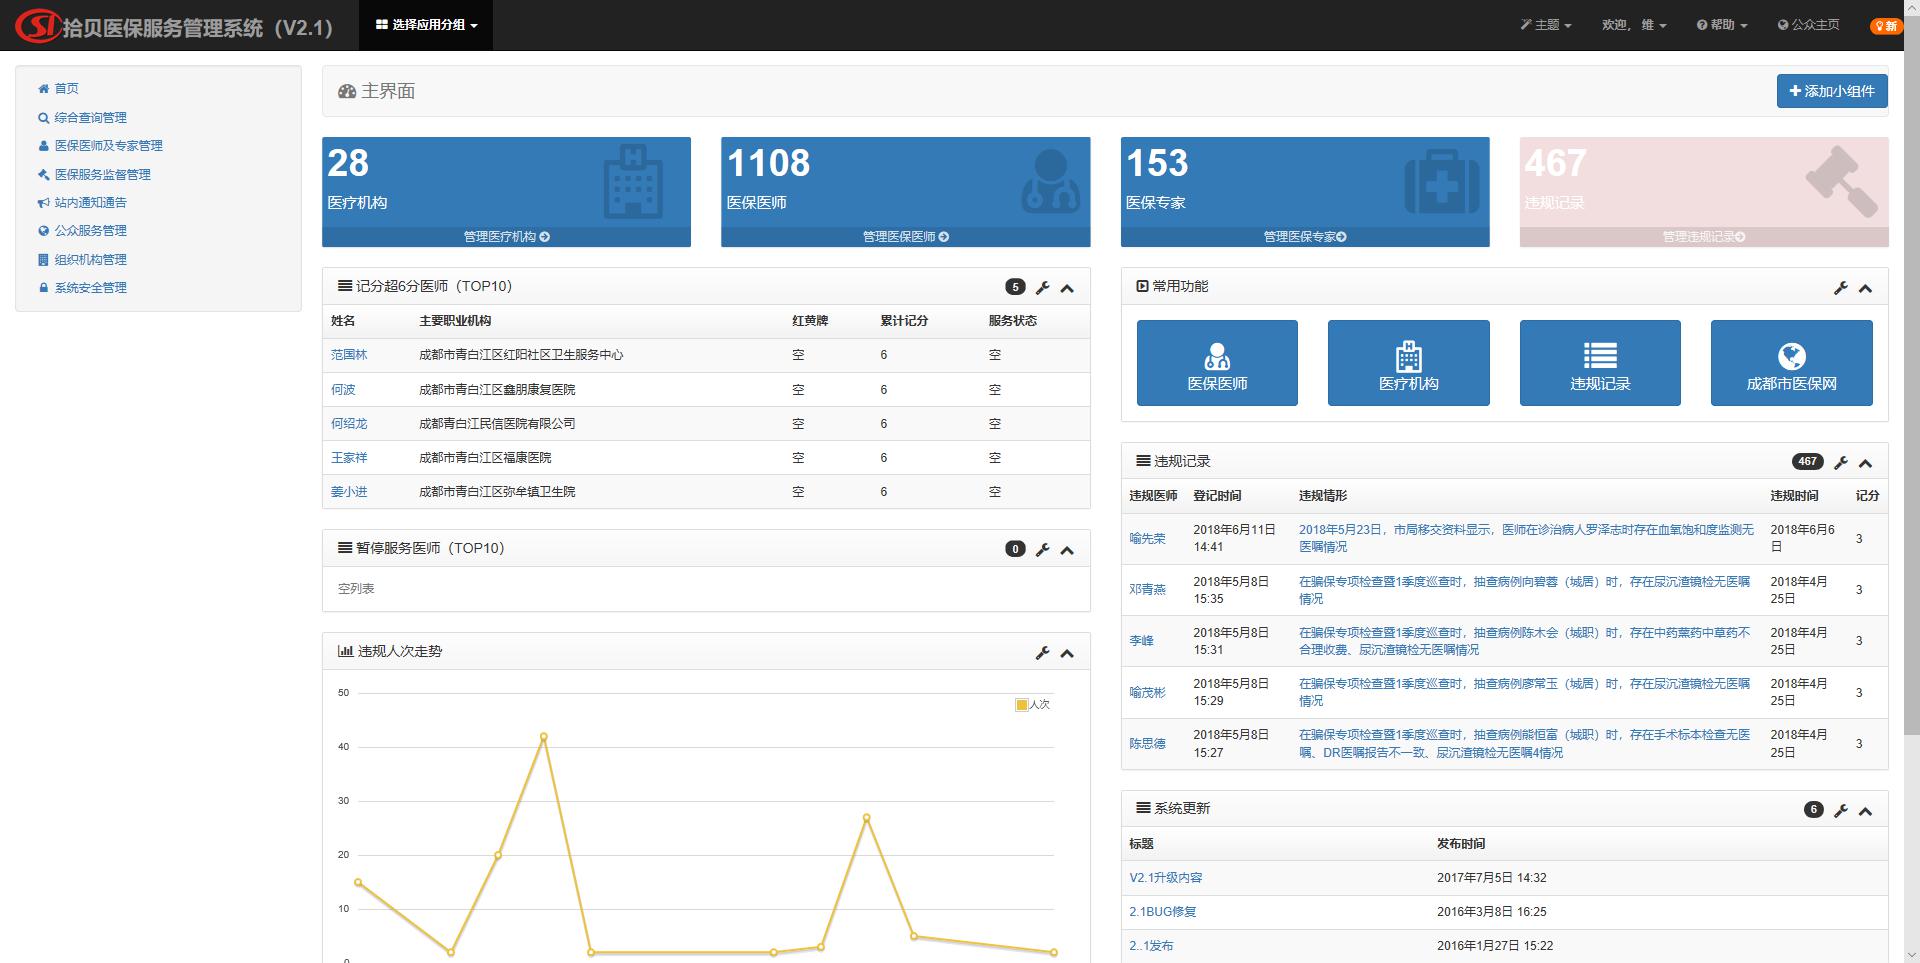 拾贝医保服务管理系统（V2.1） 选择应用分组 主题 欢迎， 维 帮助 公众主页 新
首页
综合查询管理
医保医师及专家管理
医保服务监督管理
站内通知通告
公众服务管理
组织机构管理
系统安全管理
主界面 添加小组件
28
医疗机构
管理医疗机构
1108
医保医师
管理医保医师
153
医保专家
管理医保专家
467
违规记录
管理违规记录
记分超6分医师（TOP10） 5
姓名 主要职业机构 红黄牌 累计记分 服务状态
范国林 成都市青白江区红阳社区卫生服务中心 空 6 空
何波 成都市青白江区鑫朋康复医院 空 6 空
何绍龙 成都青白江民信医院有限公司 空 6 空
王家祥 成都市青白江区福康医院 空 6 空
姜小进 成都市青白江区弥牟镇卫生院 空 6 空
暂停服务医师（TOP10） 0
空列表
违规人次走势
人次
50
40
30
20
10
0
常用功能
医保医师 医疗机构 违规记录 成都市医保网
违规记录 467
违规医师 登记时间 违规情形 违规时间 记分
喻先荣 2018年6月11日 14:41 2018年5月23日，市局移交资料显示，医师在诊治病人罗泽志时存在血氧饱和度监测无
医嘱情况 2018年6月6日 3
邓青燕 2018年5月8日 15:35 在骗保专项检查暨1季度巡查时，抽查病例向碧蓉（城居）时，存在尿沉渣镜检无医嘱
情况 2018年4月25日 3
李峰 2018年5月8日 15:31 在骗保专项检查暨1季度巡查时，抽查病例陈木会（城职）时，存在中药薰药中草药不
合理收费、尿沉渣镜检无医嘱情况 2018年4月25日 3
喻茂彬 2018年5月8日 15:29 在骗保专项检查暨1季度巡查时，抽查病例廖常玉（城居）时，存在尿沉渣镜检无医嘱
情况 2018年4月25日 3
陈思德 2018年5月8日 15:27 在骗保专项检查暨1季度巡查时，抽查病例能恒富（城职）时，存在手术标本检查无医
嘱、DR医嘱报告不一致、尿沉渣镜检无医嘱4情况 2018年4月25日 3
系统更新 6
标题 发布时间
V2.1升级内容 2017年7月5日 14:32
2.1BUG修复 2016年3月8日 16:25
2..1发布 2016年1月27日 15:22